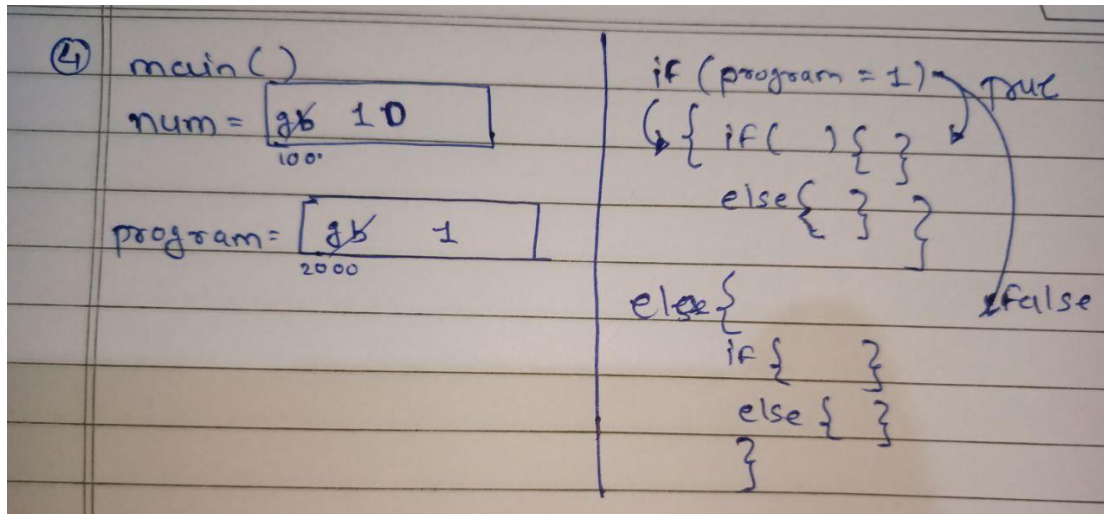 ④ main()
num = gb 10
100
program = gb 1
2000
if (program = 1) True
{ if( ) { }
else { } }
else { false
if { }
else { }
}